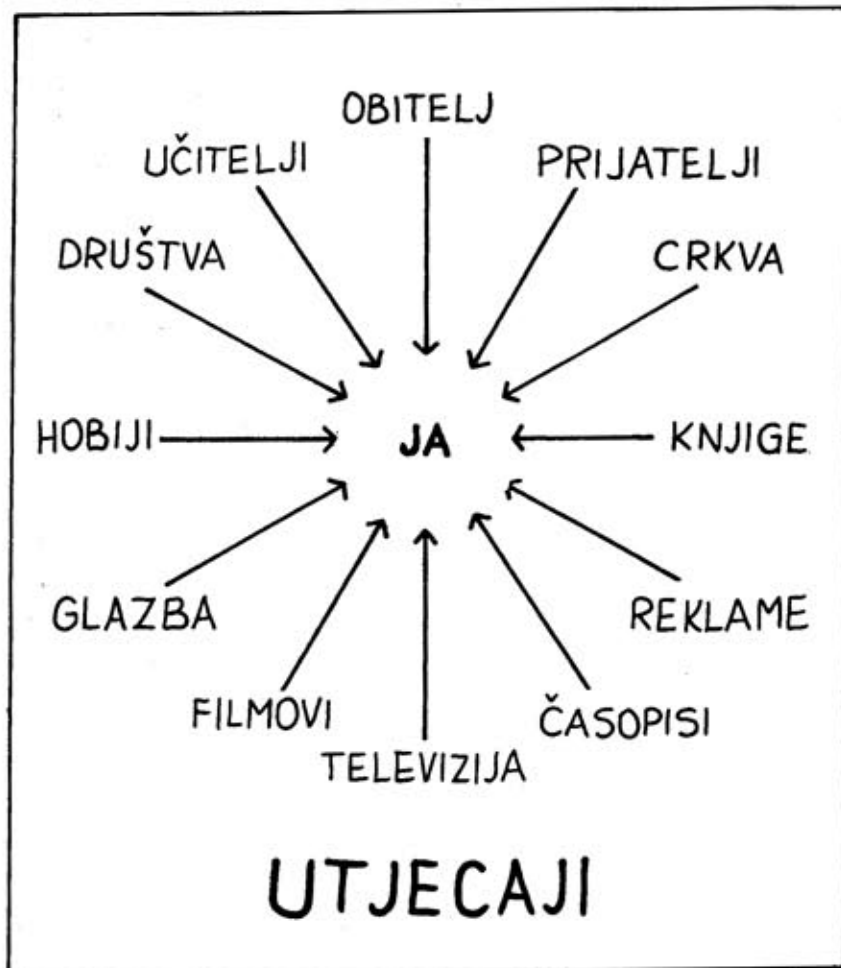 OBITELJ
UČITELJI
PRIJATELJI
DRUŠTVA
CRKVA
HOBIJI
JA
KNJIGE
GLAZBA
REKLAME
FILMOVI
ČASOPISI
TELEVIZIJA
UTJECAJI